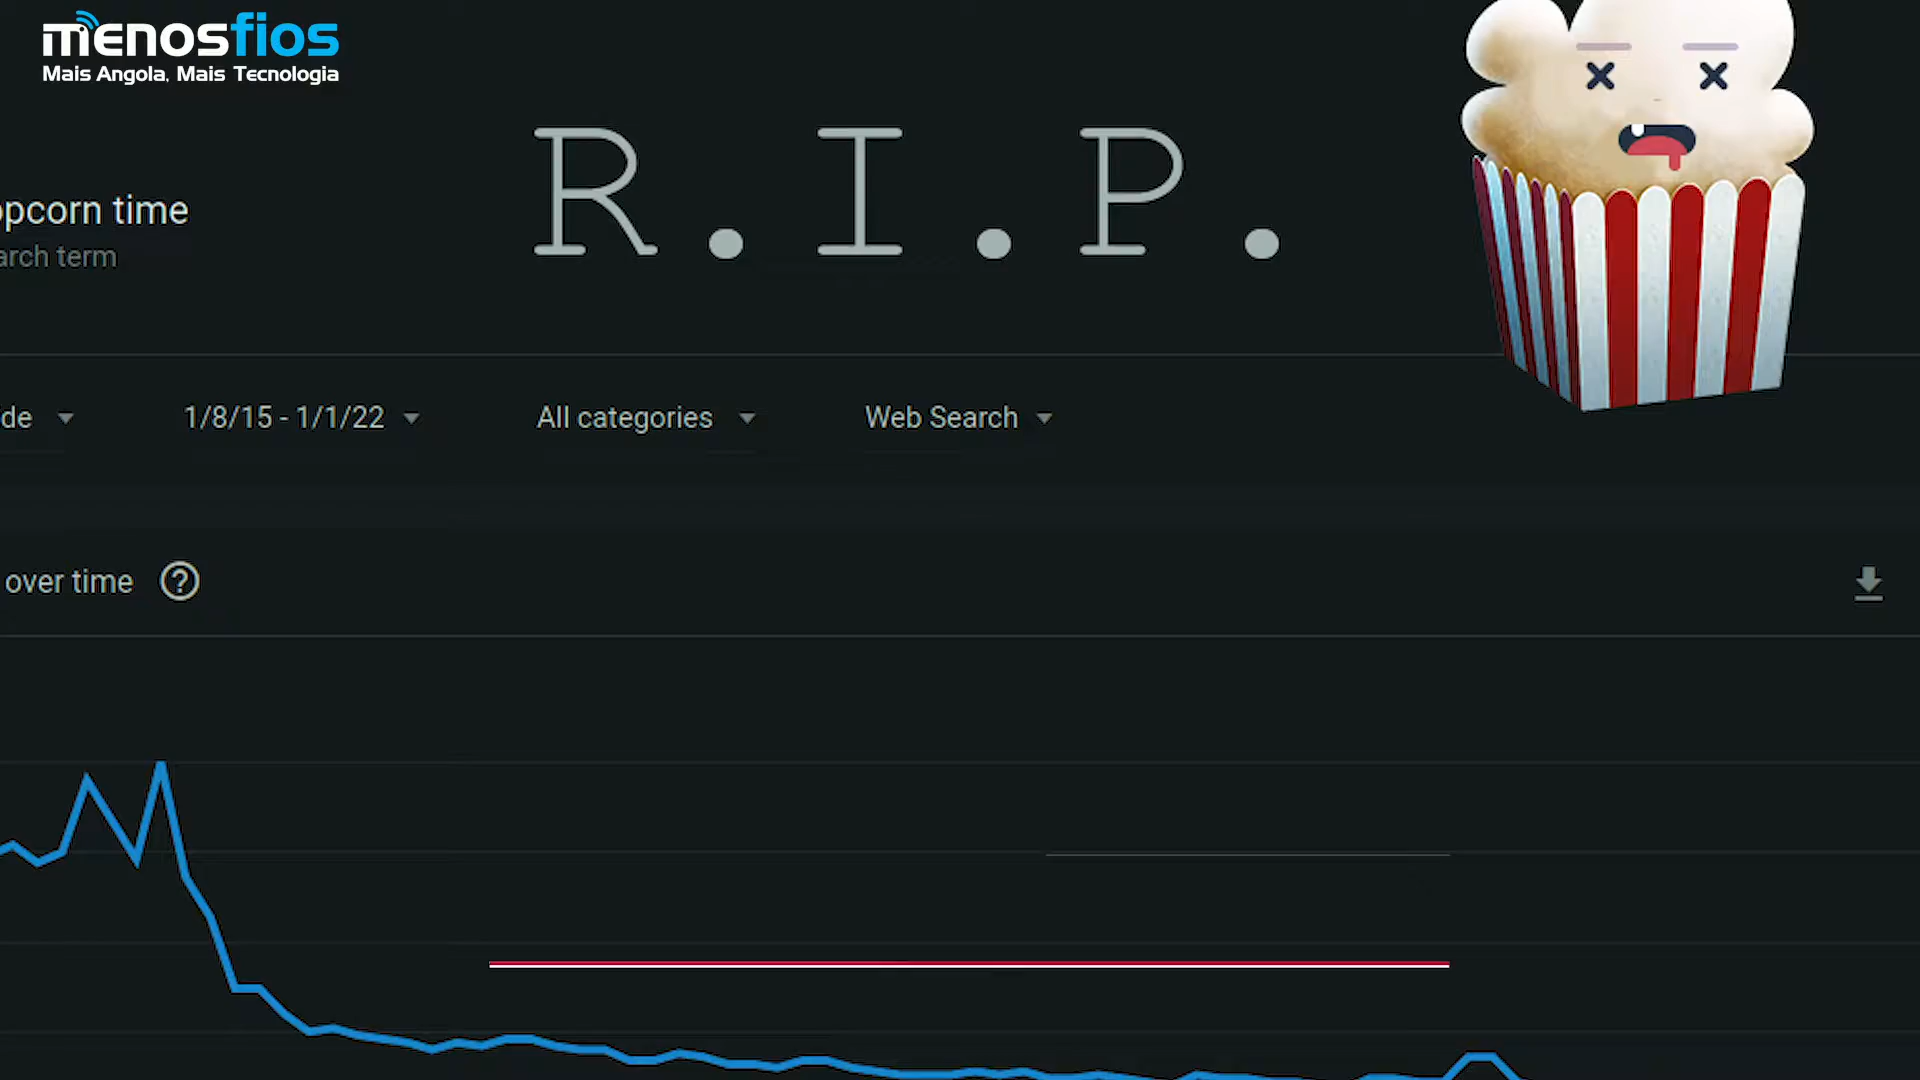 menosfios
Mais Angola, Mais Tecnologia
R.I.P.
opcorn time
arch term
de
1/8/15 - 1/1/22
All categories
Web Search
over time
?